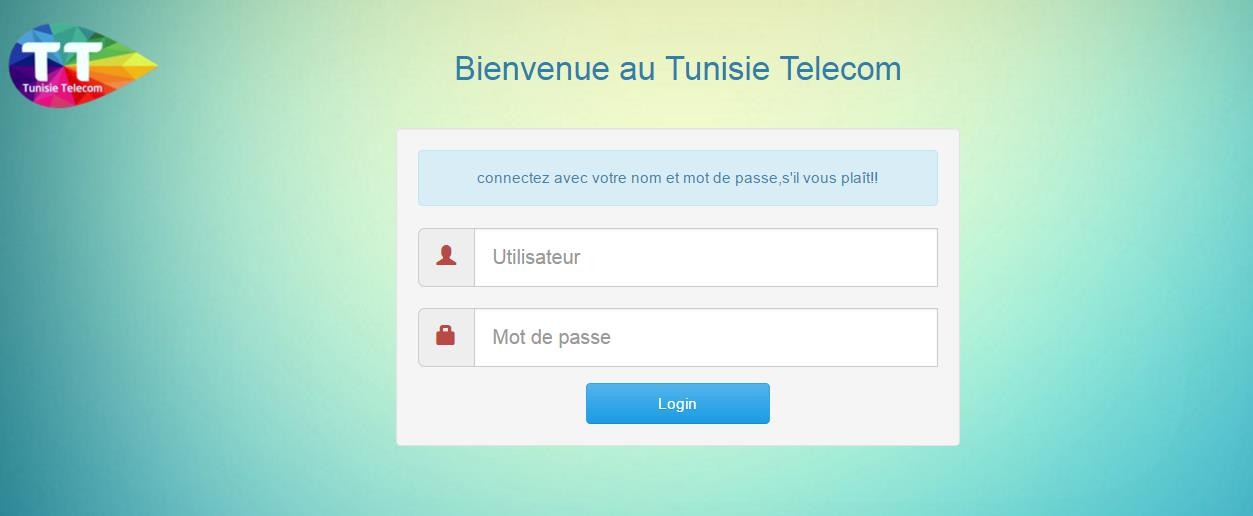 TT
Tunisie Telecom
Bienvenue au Tunisie Telecom
connectez avec votre nom et mot de passe,s'il vous plaît!!
Utilisateur
Mot de passe
Login